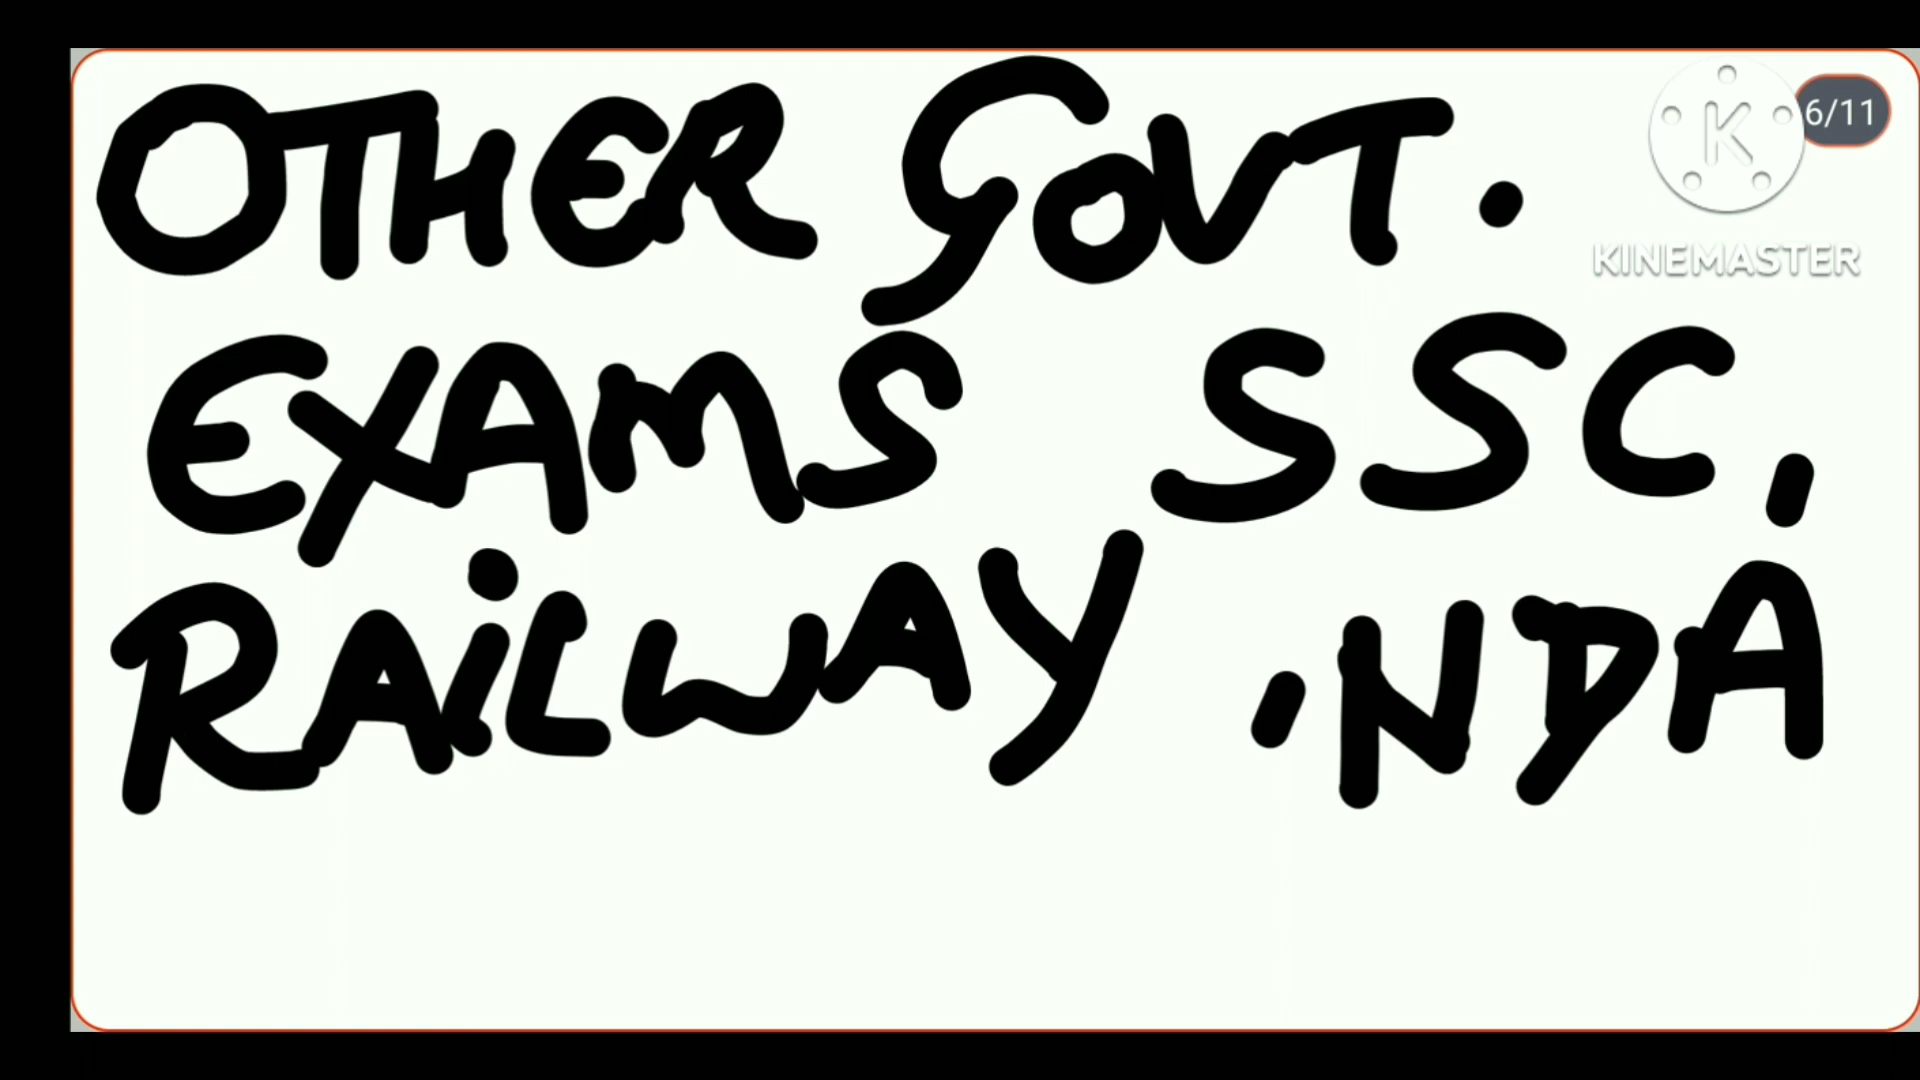 OTHER GOVT.
6/11
KINEMASTER
EXAMS SSC,
RAiLWAY , NDA